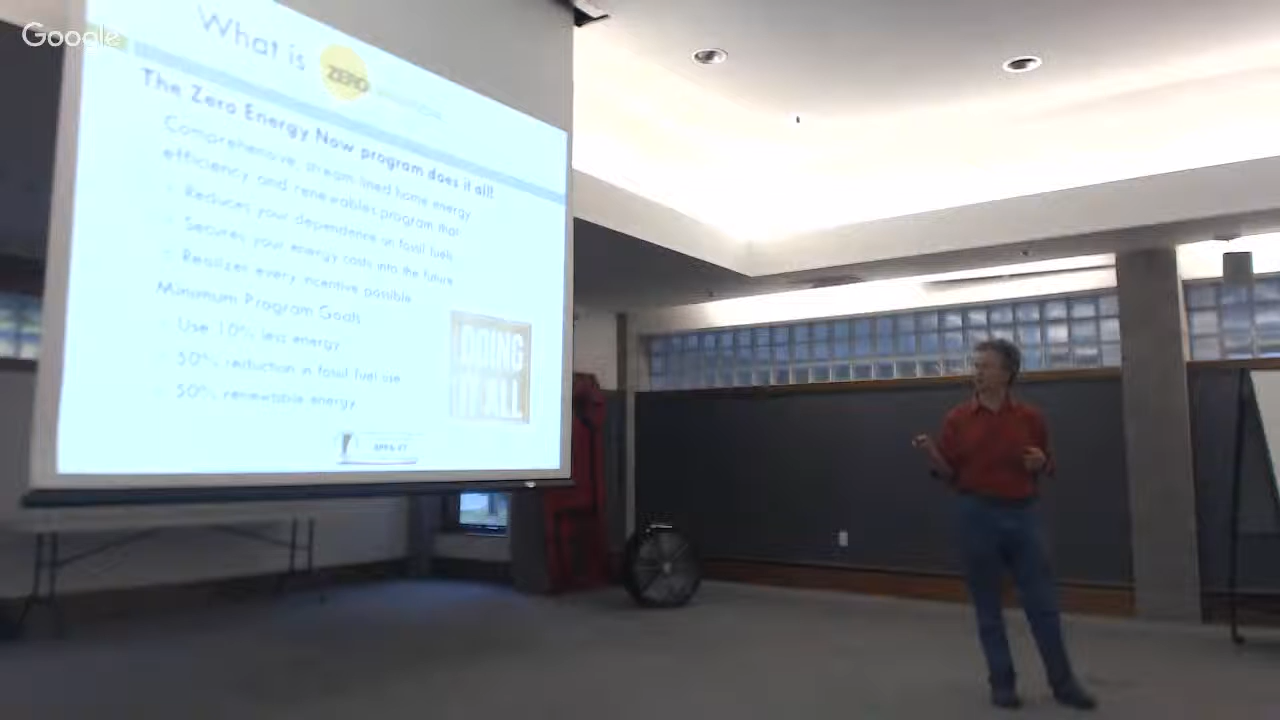 Google
What is ZERO
The Zero Energy Now program does it all!
Comprehensive, streamlined home energy
efficiency and renewables program that
Reduces your dependence on fossil fuels
Secures your energy costs into the future
Realizes every incentive possible
Minimum Program Goals
Use 10% less energy
50% reduction in fossil fuel use
50% renewable energy
DOING
IT ALL